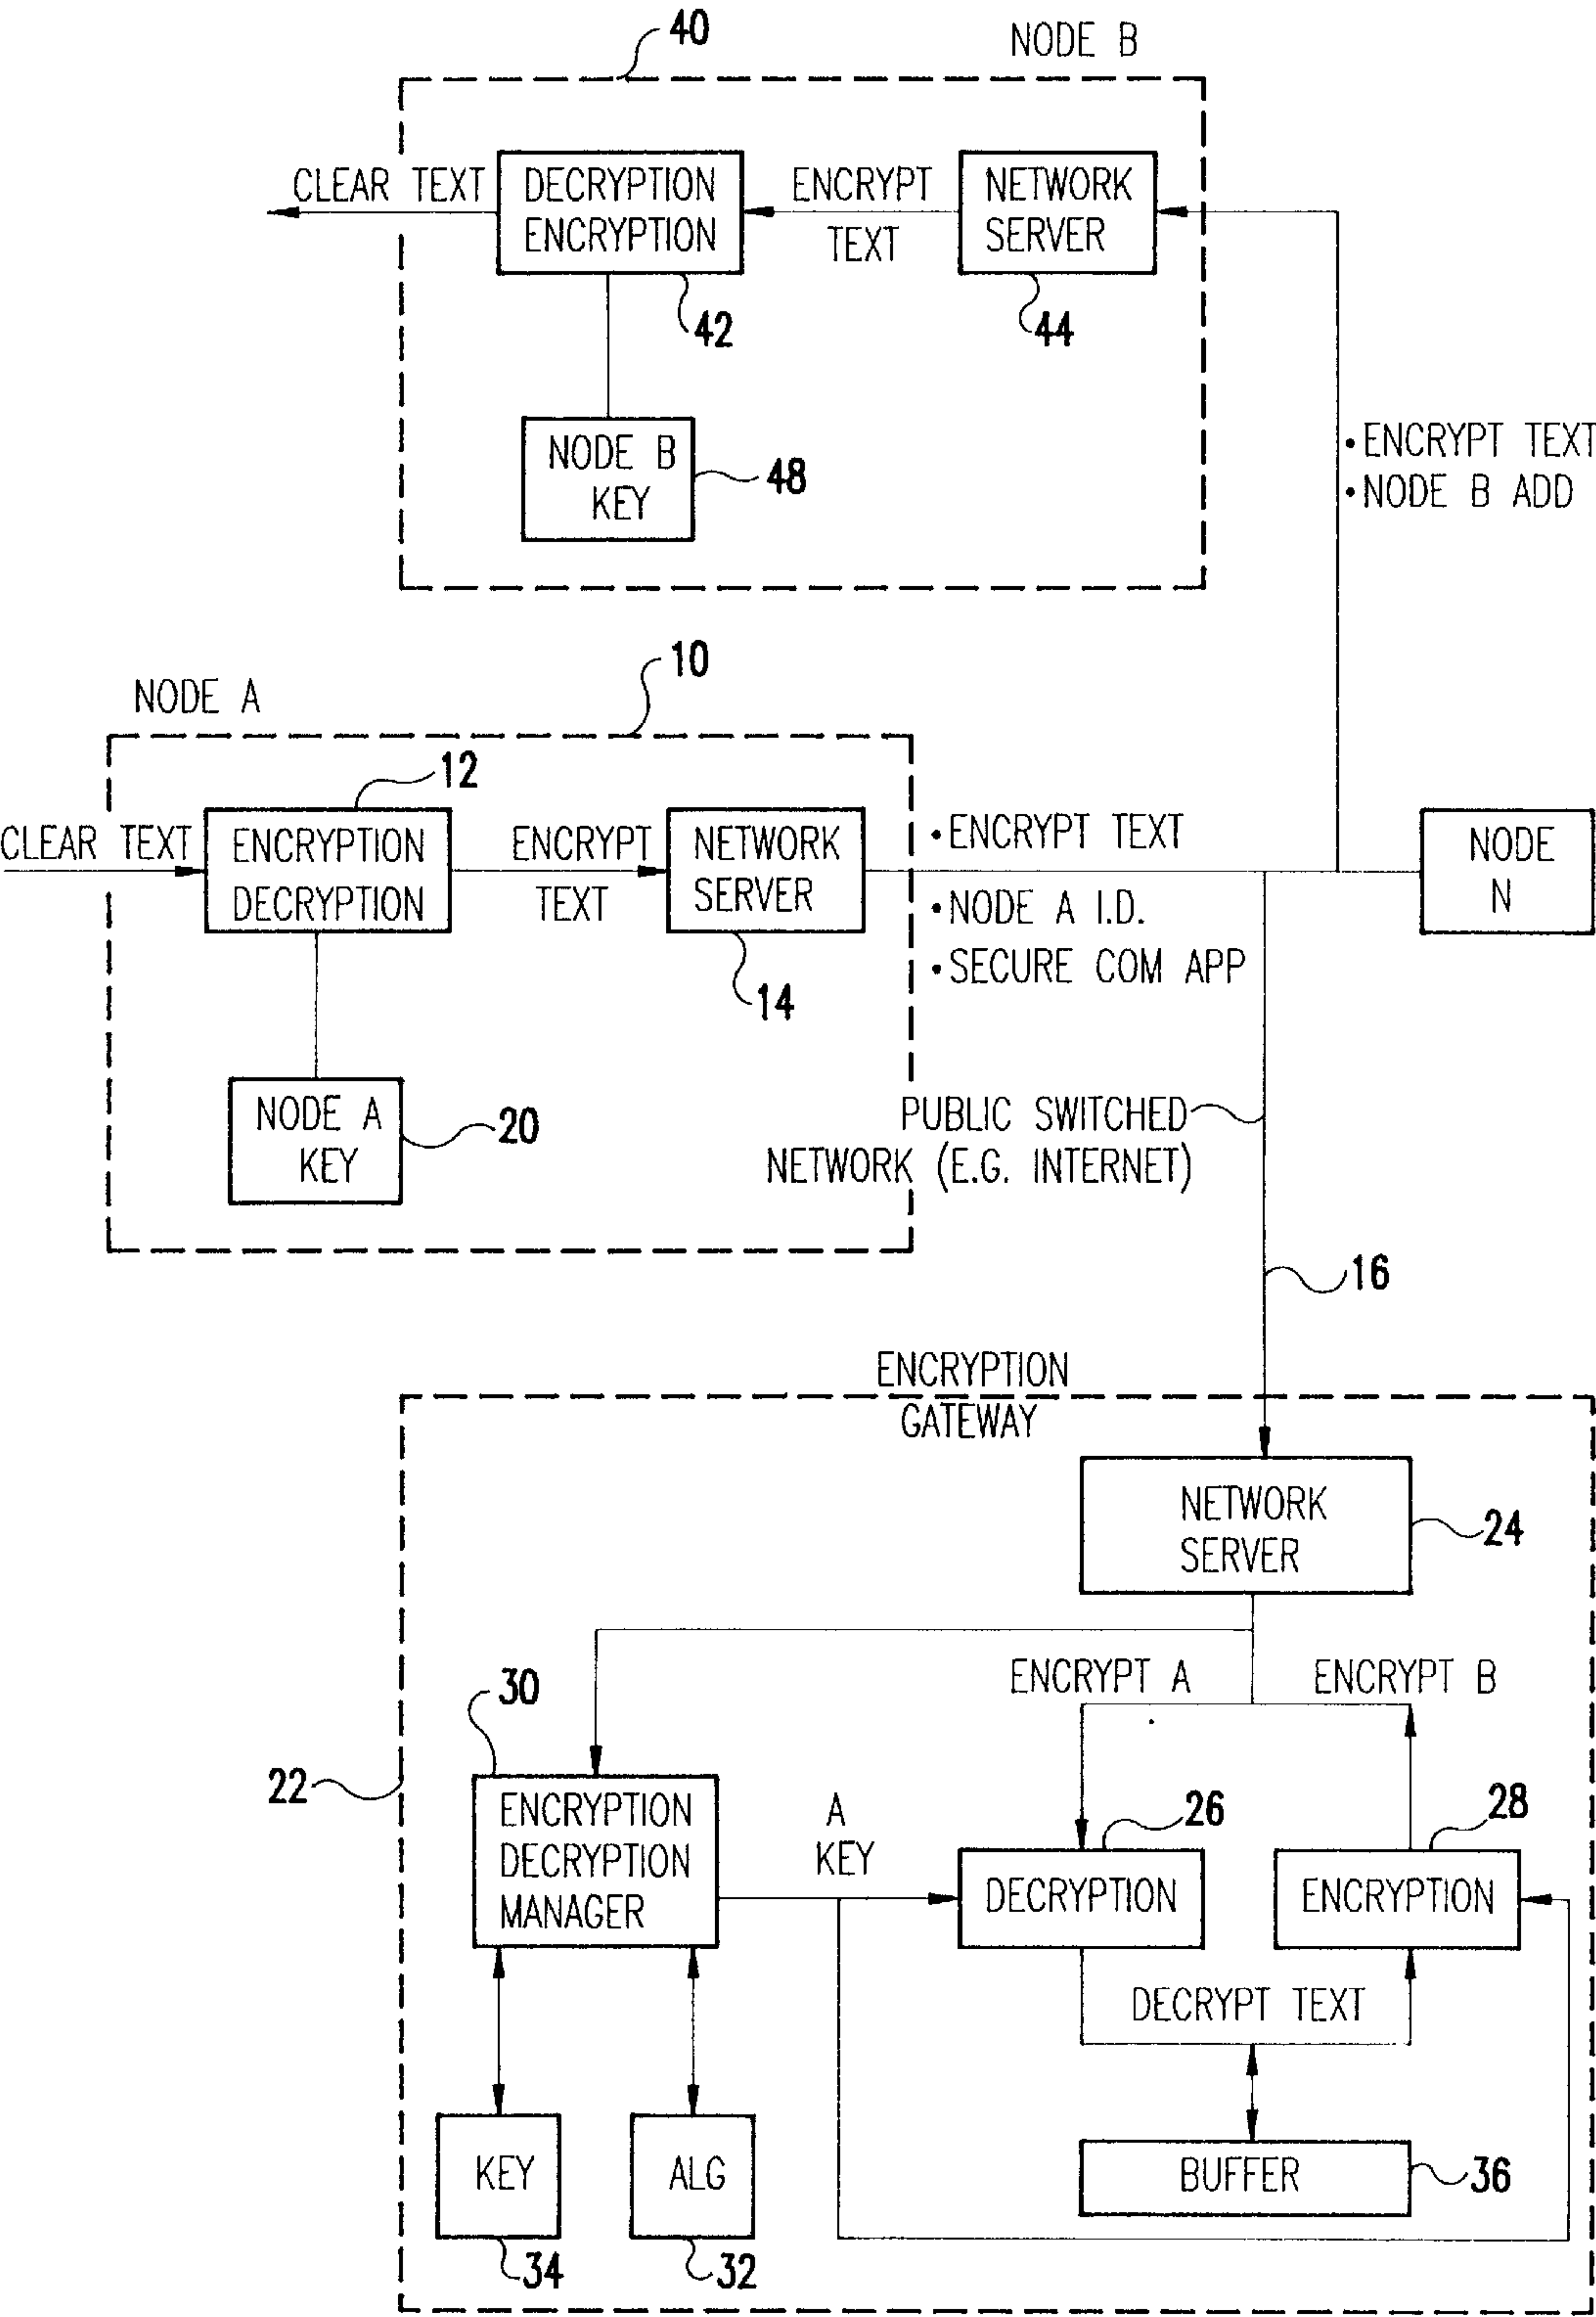 40
NODE B
CLEAR TEXT
DECRYPTION
ENCRYPTION
ENCRYPT
TEXT
NETWORK
SERVER
42
44
NODE B
KEY
48
•ENCRYPT TEXT
•NODE B ADD
10
NODE A
12
CLEAR TEXT
ENCRYPTION
DECRYPTION
ENCRYPT
TEXT
NETWORK
SERVER
14
•ENCRYPT TEXT
•NODE A I.D.
•SECURE COM APP
NODE
N
NODE A
KEY
20
PUBLIC SWITCHED
NETWORK (E.G. INTERNET)
16
ENCRYPTION
GATEWAY
NETWORK
SERVER
24
ENCRYPT A
ENCRYPT B
30
22
ENCRYPTION
DECRYPTION
MANAGER
A
KEY
26
DECRYPTION
28
ENCRYPTION
DECRYPT TEXT
KEY
34
ALG
32
BUFFER
36